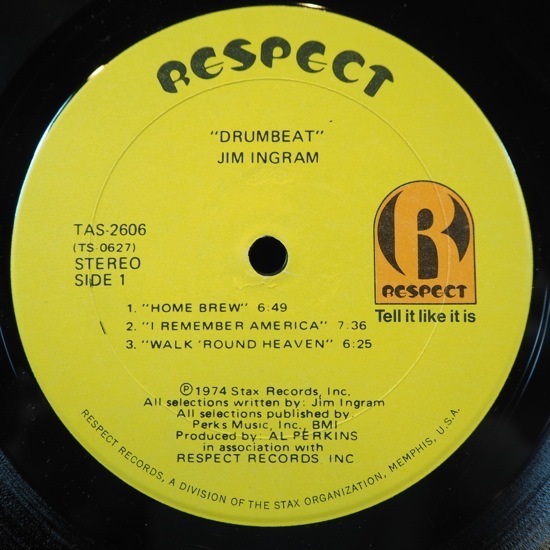 RESPECT
"DRUMBEAT"
JIM INGRAM
TAS-2606
(TS 0627)
STEREO
SIDE 1
R
RESPECT
Tell it like it is
1. "HOME BREW" 6:49
2. "I REMEMBER AMERICA" 7:36
3. "WALK 'ROUND HEAVEN" 6:25
Ⓟ1974 Stax Records, Inc.
All selections written by: Jim Ingram
All selections published by:
Perks Music, Inc., BMI
Produced by: AL PERKINS
in association with
RESPECT RECORDS INC
RESPECT RECORDS, A DIVISION OF THE STAX ORGANIZATION, MEMPHIS, U.S.A.